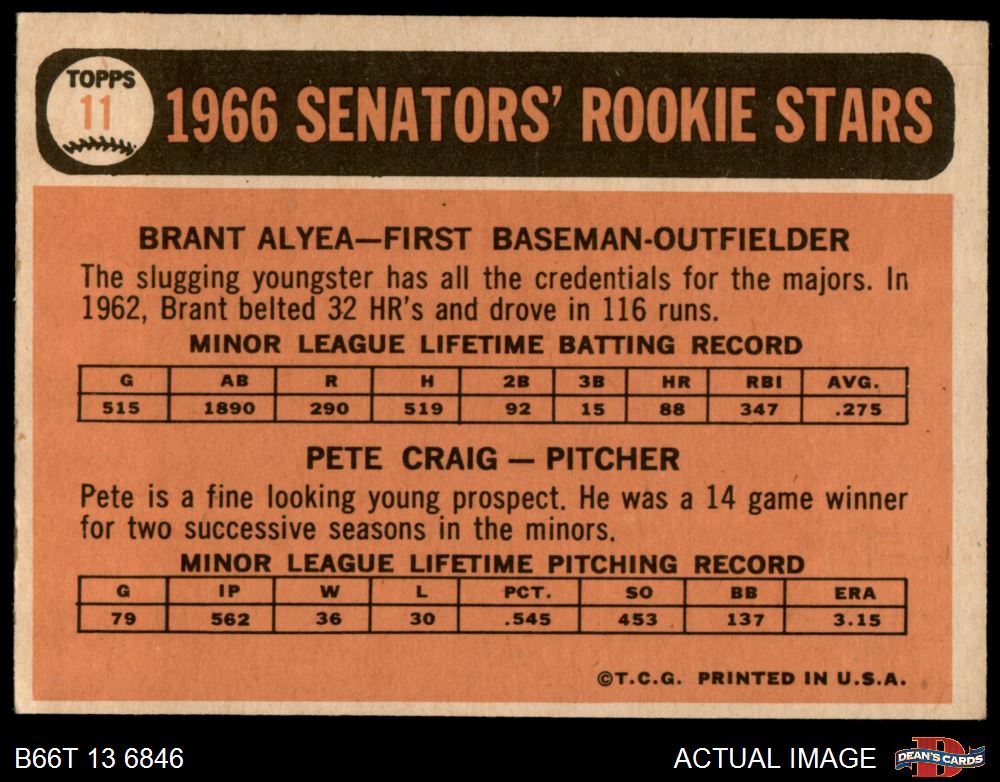 TOPPS
11
1966 SENATORS' ROOKIE STARS
BRANT ALYEA—FIRST BASEMAN-OUTFIELDER
The slugging youngster has all the credentials for the majors. In
1962, Brant belted 32 HR's and drove in 116 runs.
MINOR LEAGUE LIFETIME BATTING RECORD
G AB R H 2B 3B HR RBI AVG.
515 1890 290 519 92 15 88 347 .275
PETE CRAIG — PITCHER
Pete is a fine looking young prospect. He was a 14 game winner
for two successive seasons in the minors.
MINOR LEAGUE LIFETIME PITCHING RECORD
G IP W L PCT. SO BB ERA
79 562 36 30 .545 453 137 3.15
©T.C.G. PRINTED IN U.S.A.
B66T 13 6846 ACTUAL IMAGE
D
DEAN'S CARDS